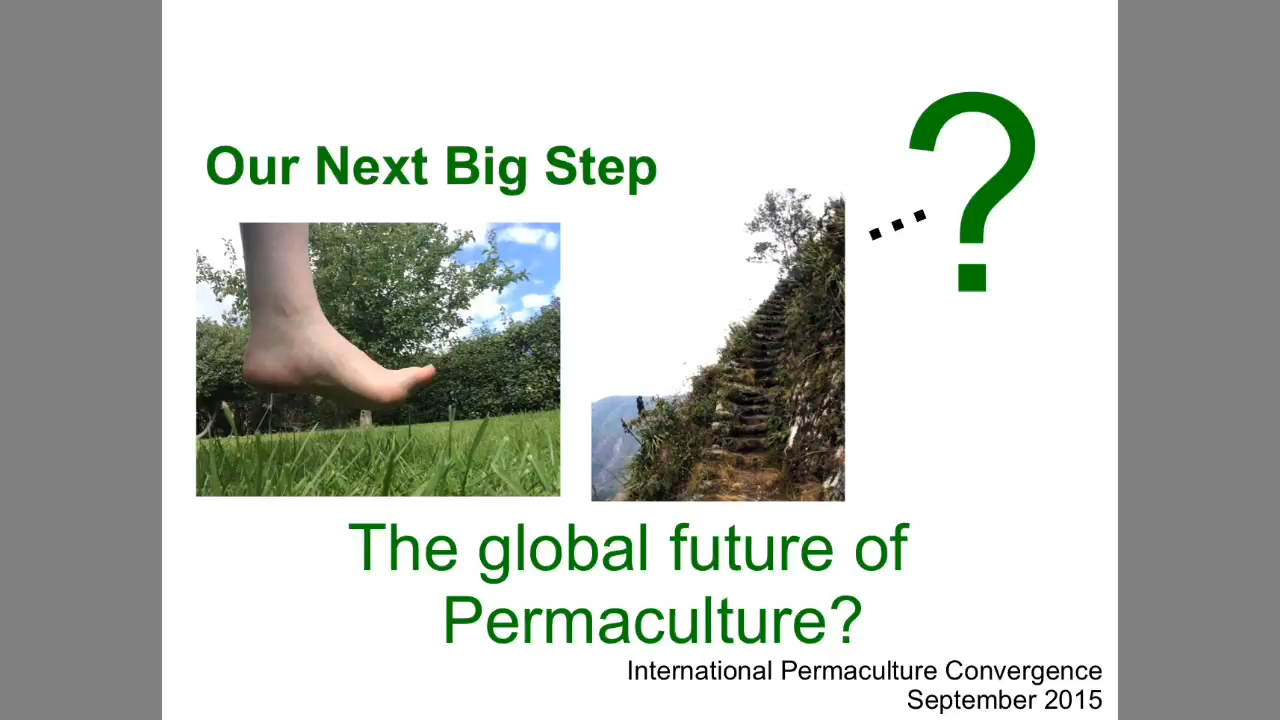 Our Next Big Step
...?
The global future of
Permaculture?
International Permaculture Convergence
September 2015